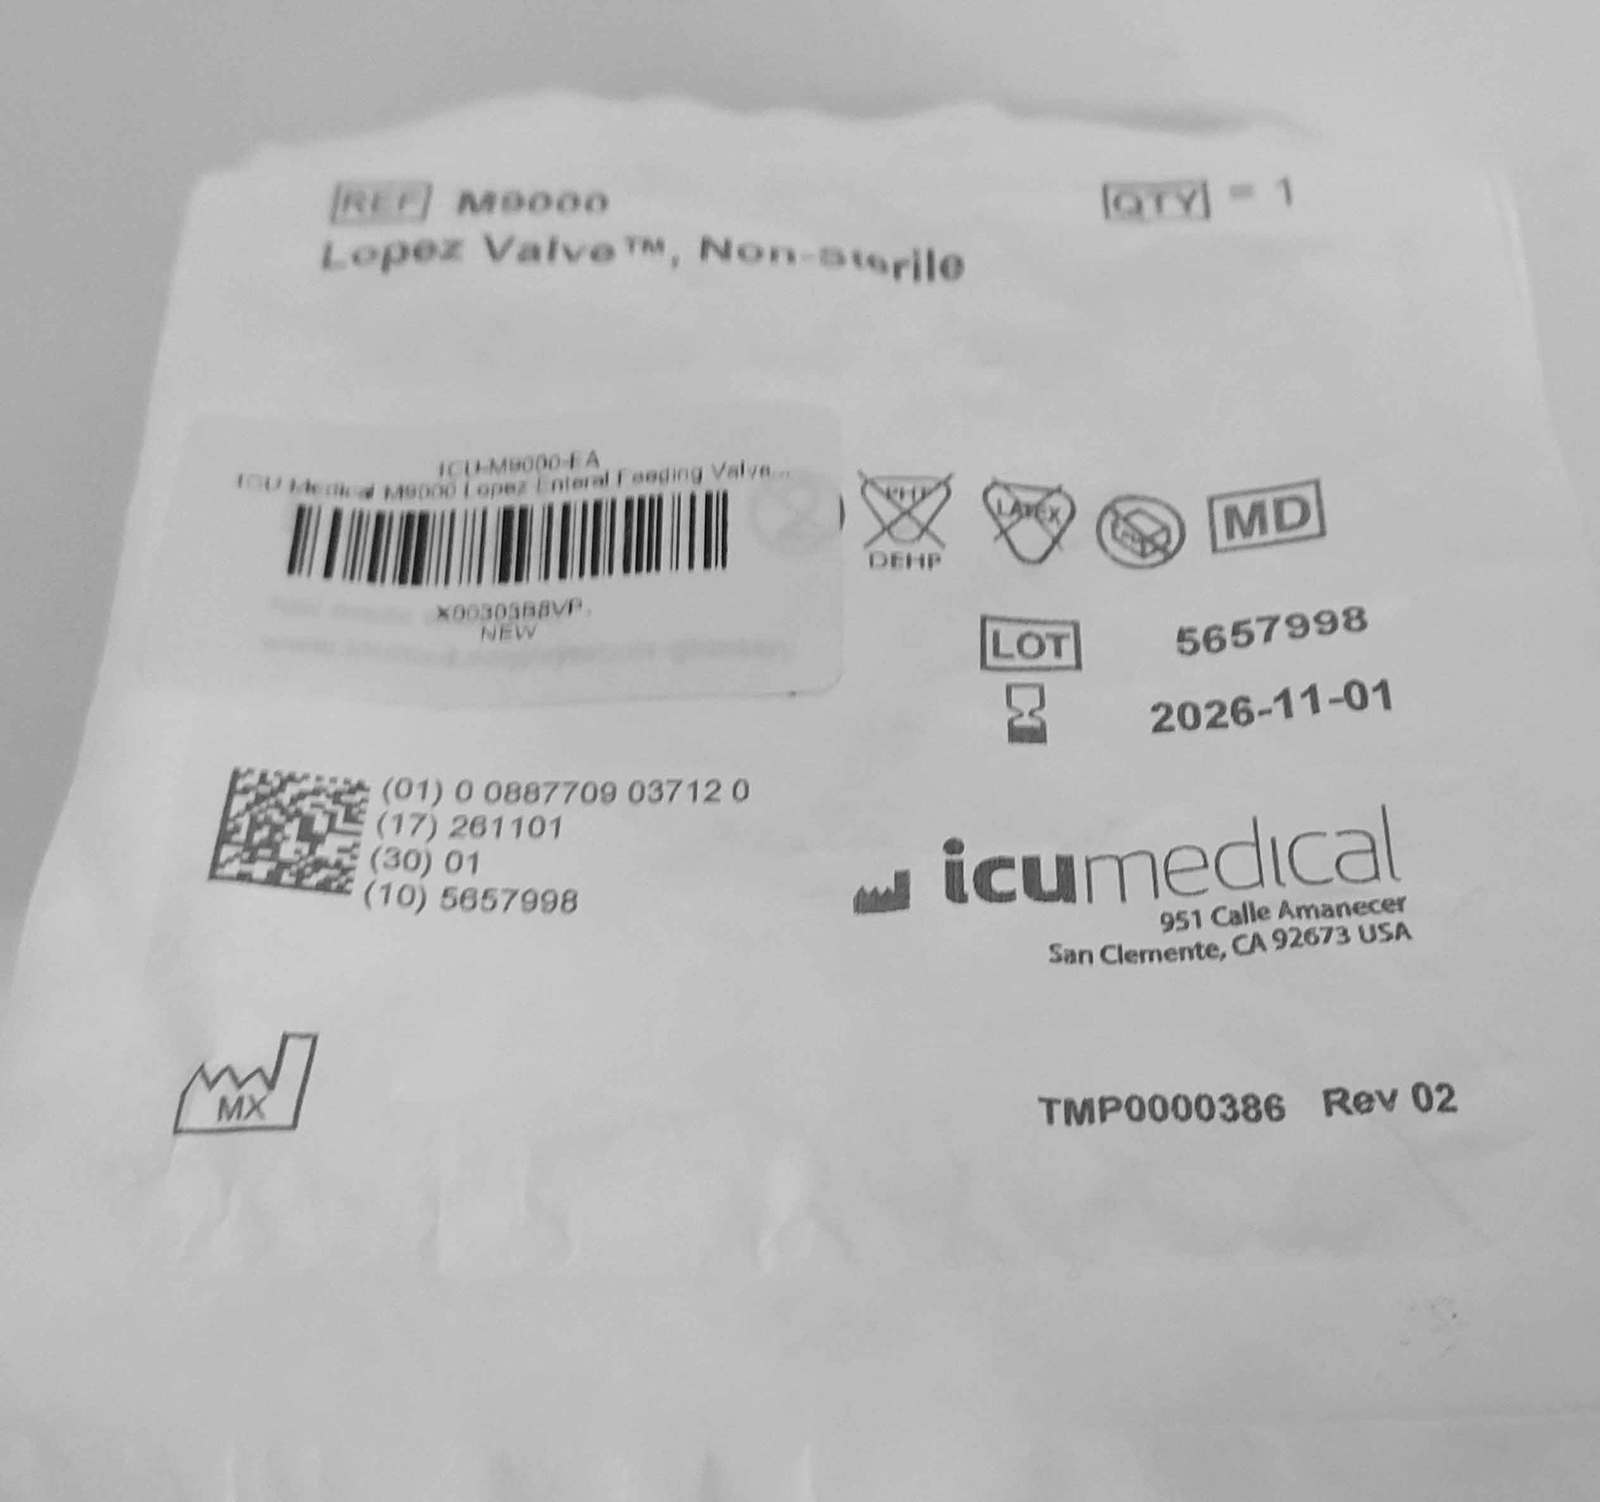 REF M9000
QTY = 1
Lopez Valve™, Non-Sterile
ICU-M9000-EA
ICU Medical M9000 Lopez Enteral Feeding Valve...
NEW
DEHP
LATEX
MD
LOT 5657998
2026-11-01
(01) 0 0887709 03712 0
(17) 261101
(30) 01
(10) 5657998
icumedical
951 Calle Amanecer
San Clemente, CA 92673 USA
MX
TMP0000386 Rev 02